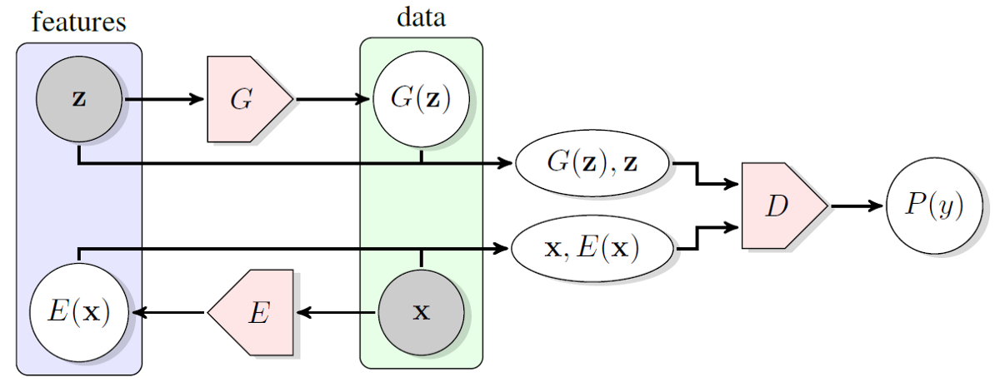 features
data
z
G
G(z)
G(z), z
D
P(y)
x, E(x)
E(x)
E
x